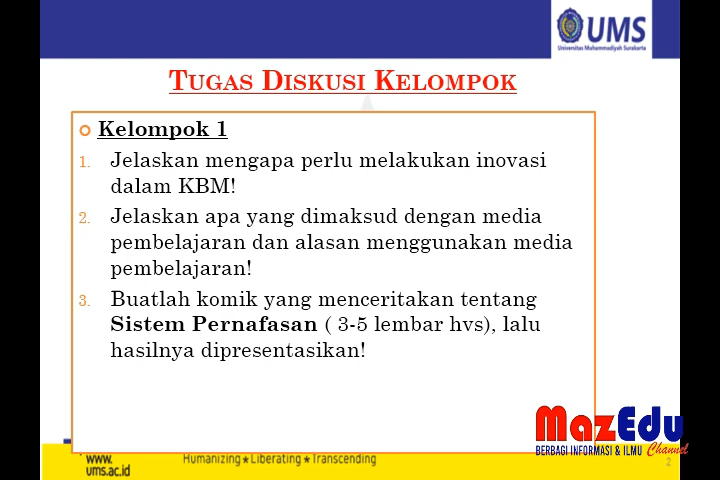 UMS
Universitas Muhammadiyah Surakarta
TUGAS DISKUSI KELOMPOK
Kelompok 1
1. Jelaskan mengapa perlu melakukan inovasi
dalam KBM!
2. Jelaskan apa yang dimaksud dengan media
pembelajaran dan alasan menggunakan media
pembelajaran!
3. Buatlah komik yang menceritakan tentang
Sistem Pernafasan ( 3-5 lembar hvs), lalu
hasilnya dipresentasikan!
MazEdu
BERBAGI INFORMASI & ILMU Channel
www.
ums.ac.id
Humanizing ★ Liberating ★ Transcending
2